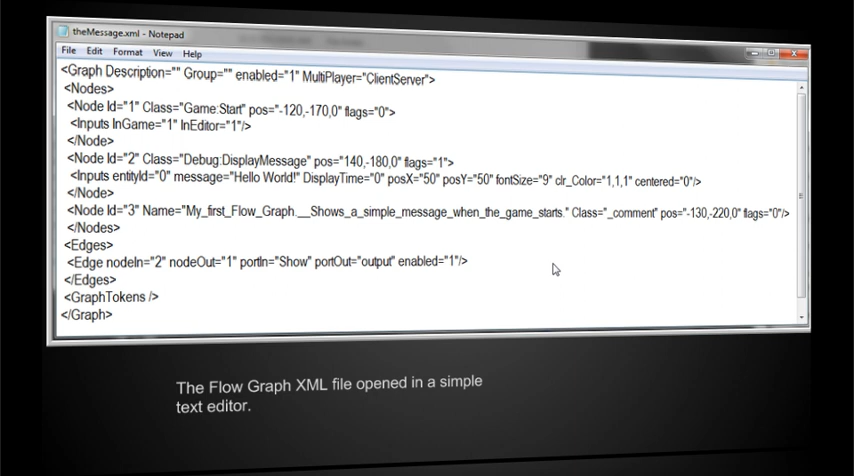 theMessage.xml - Notepad
File Edit Format View Help
<Graph Description="" Group="" enabled="1" MultiPlayer="ClientServer">
<Nodes>
<Node Id="1" Class="Game:Start" pos="-120,-170,0" flags="0">
<Inputs InGame="1" InEditor="1"/>
</Node>
<Node Id="2" Class="Debug:DisplayMessage" pos="140,-180,0" flags="1">
<Inputs entityId="0" message="Hello World!" DisplayTime="0" posX="50" posY="50" fontSize="9" clr_Color="1,1,1" centered="0"/>
</Node>
<Node Id="3" Name="My_first_Flow_Graph.__Shows_a_simple_message_when_the_game_starts." Class="_comment" pos="-130,-220,0" flags="0"/>
</Nodes>
<Edges>
<Edge nodeIn="2" nodeOut="1" portIn="Show" portOut="output" enabled="1"/>
</Edges>
<GraphTokens />
</Graph>
The Flow Graph XML file opened in a simple
text editor.